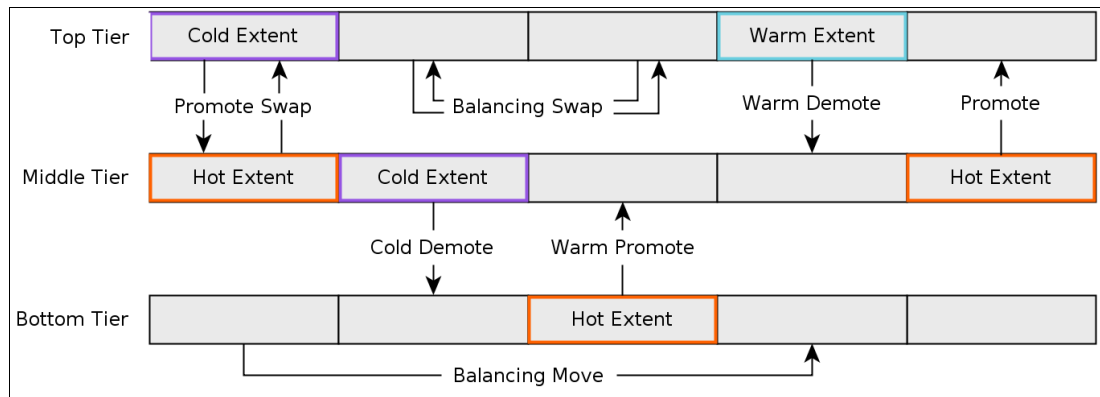 Top Tier
Cold Extent
Warm Extent
Promote Swap
Balancing Swap
Warm Demote
Promote
Middle Tier
Hot Extent
Cold Extent
Hot Extent
Cold Demote
Warm Promote
Bottom Tier
Hot Extent
Balancing Move